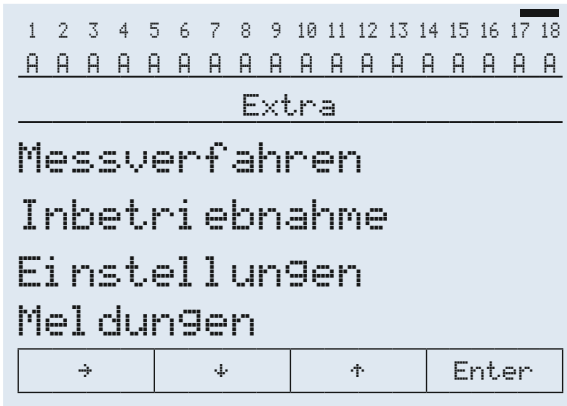 1 2 3 4 5 6 7 8 9 10 11 12 13 14 15 16 17 18
A A A A A A A A A A A A A A A A A A
Extra
Messverfahren
Inbetriebnahme
Einstellungen
Meldungen
→ ↓ ↑ Enter